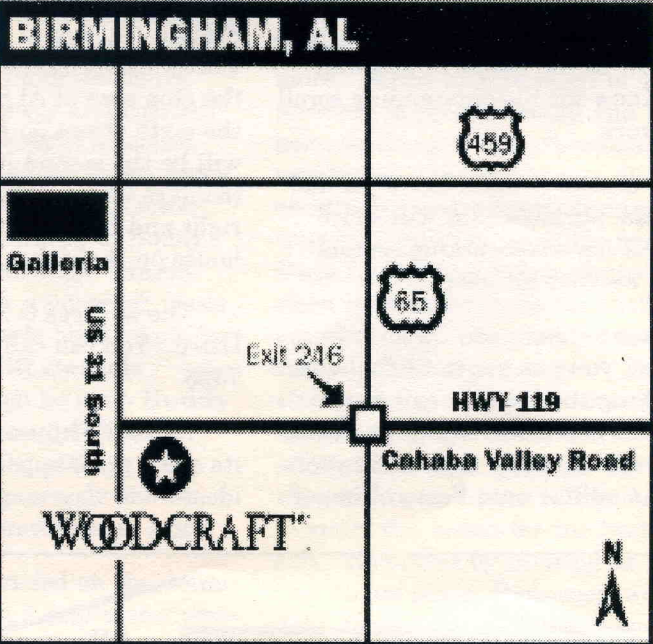 BIRMINGHAM, AL
459
Galleria
65
US 31 South
Exit 246
HWY 119
Cahaba Valley Road
WOODCRAFT
N